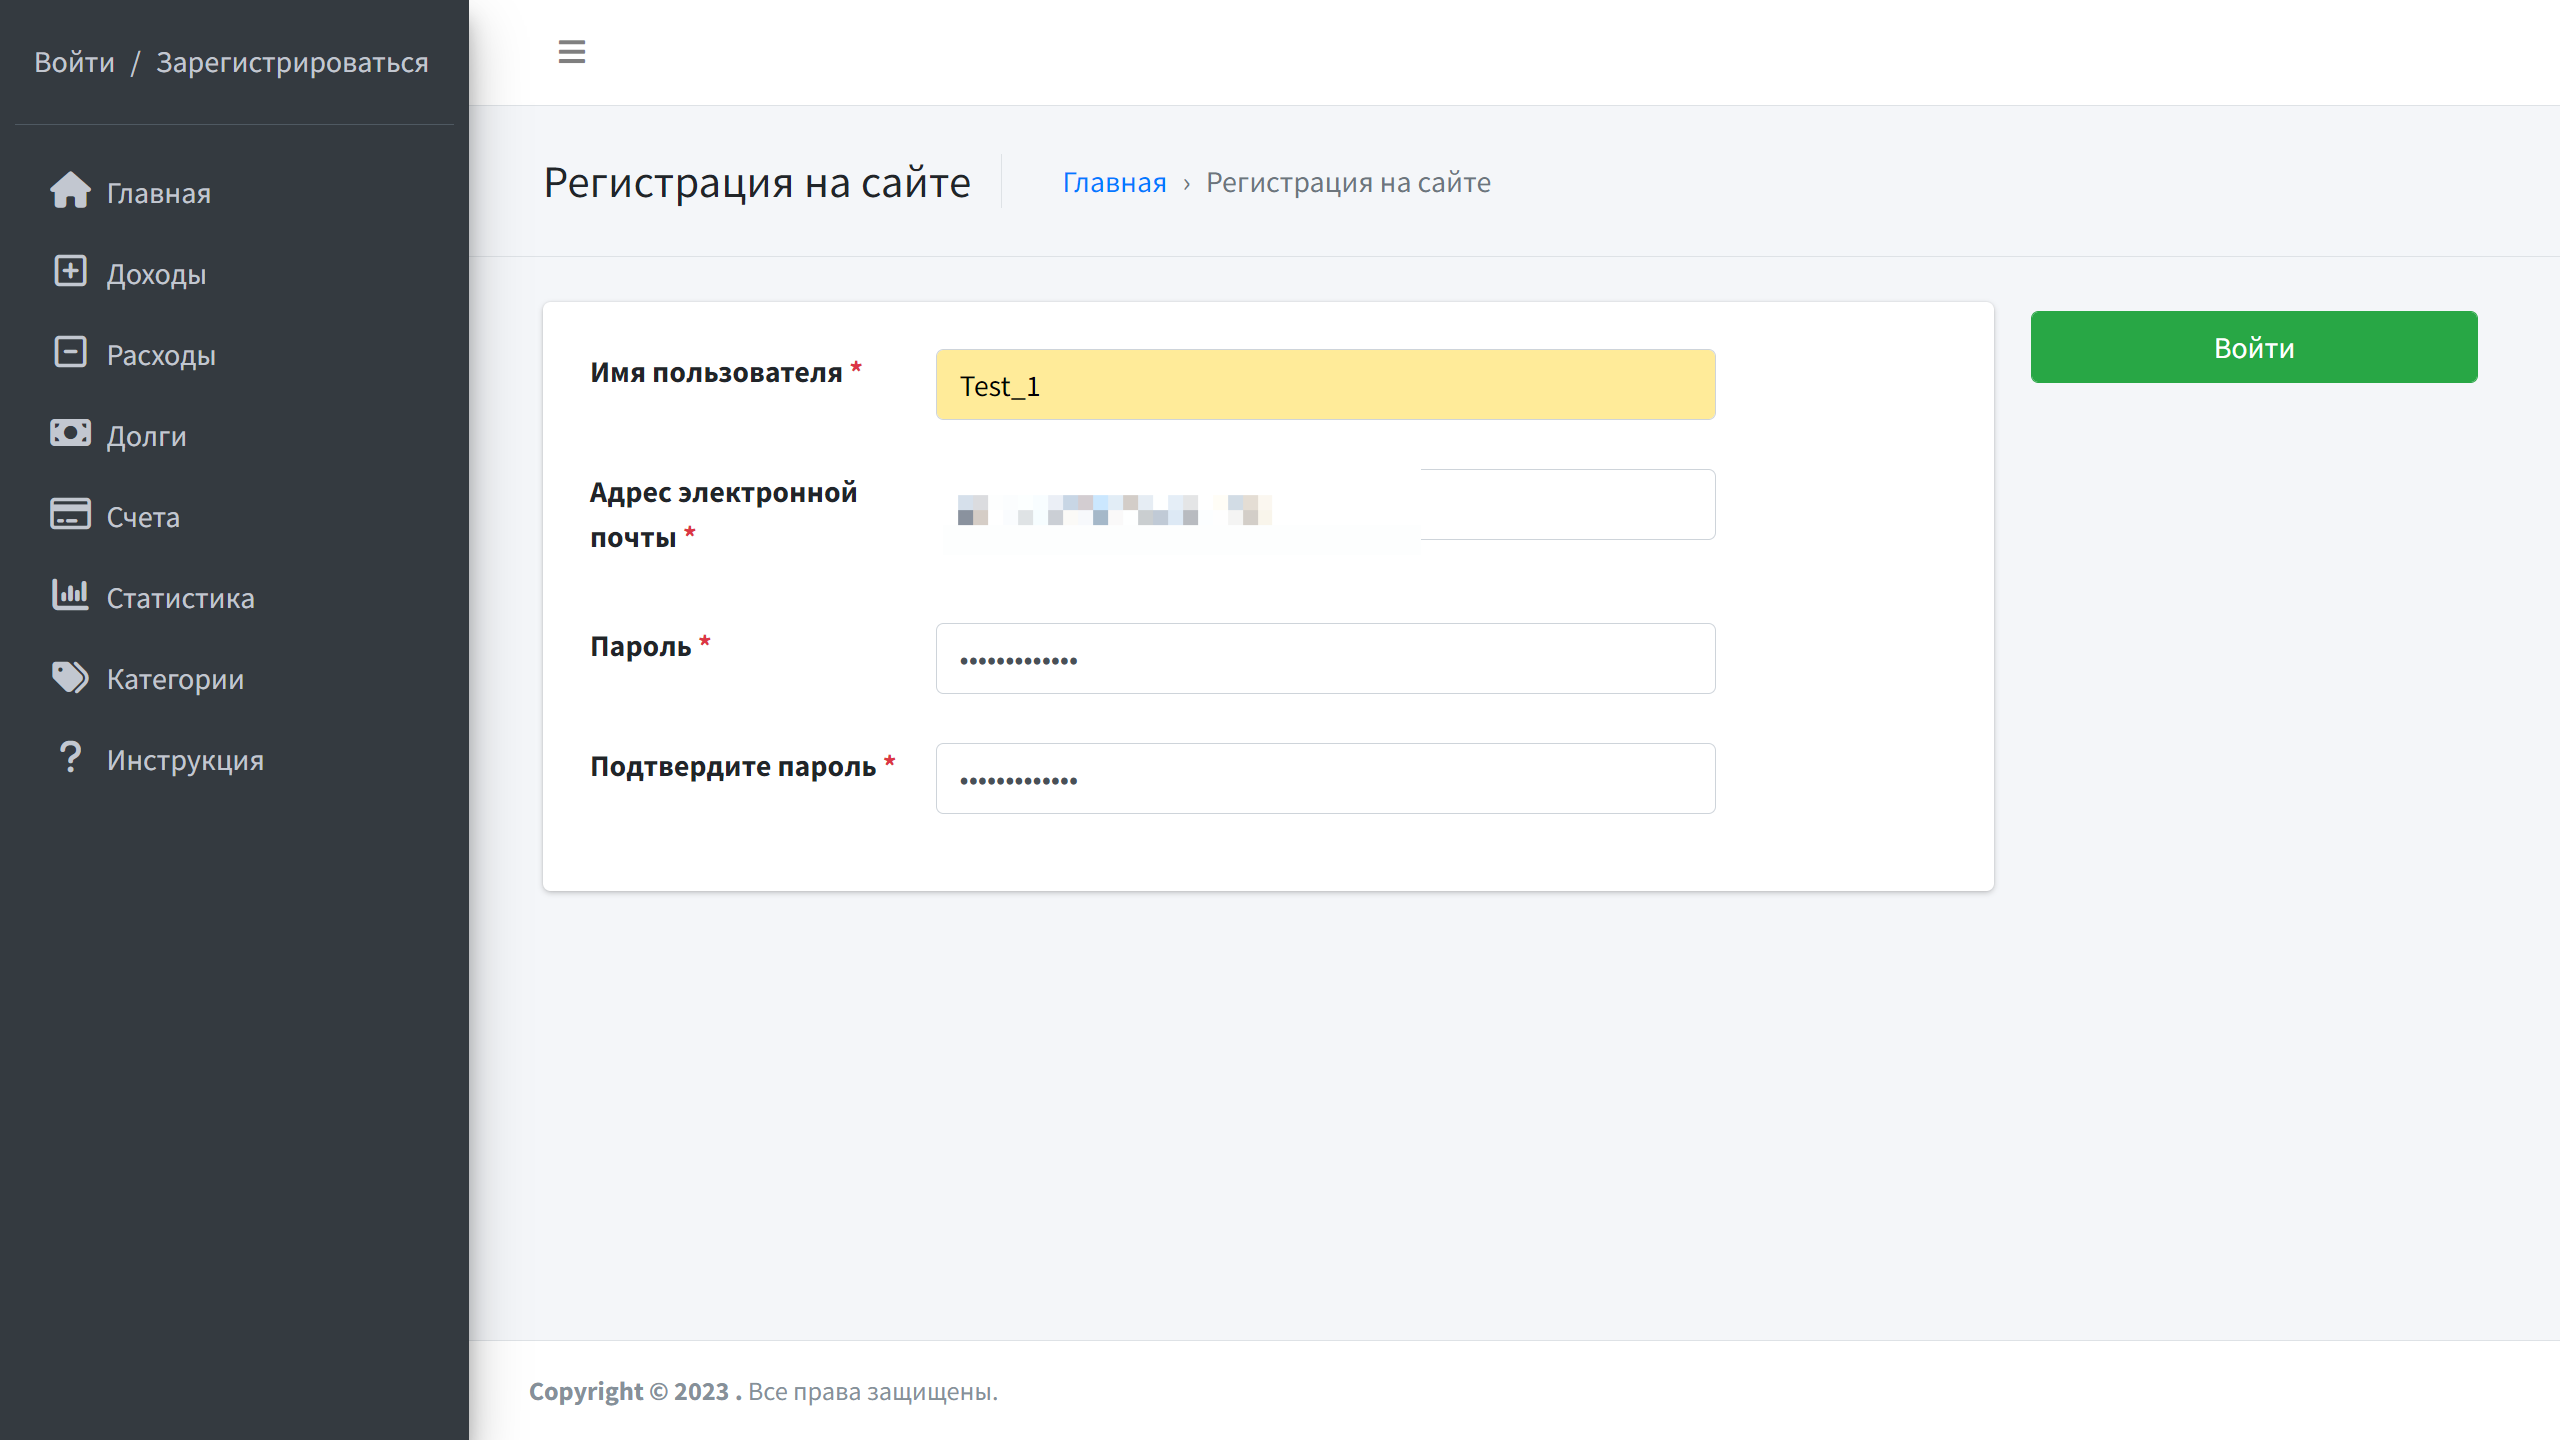 Войти / Зарегистрироваться
Главная
Доходы
Расходы
Долги
Счета
Статистика
Категории
Инструкция
Регистрация на сайте
Главная › Регистрация на сайте
Имя пользователя *
Test_1
Адрес электронной
почты *
Пароль *
•••••••••••••
Подтвердите пароль *
•••••••••••••
Войти
Copyright © 2023 . Все права защищены.